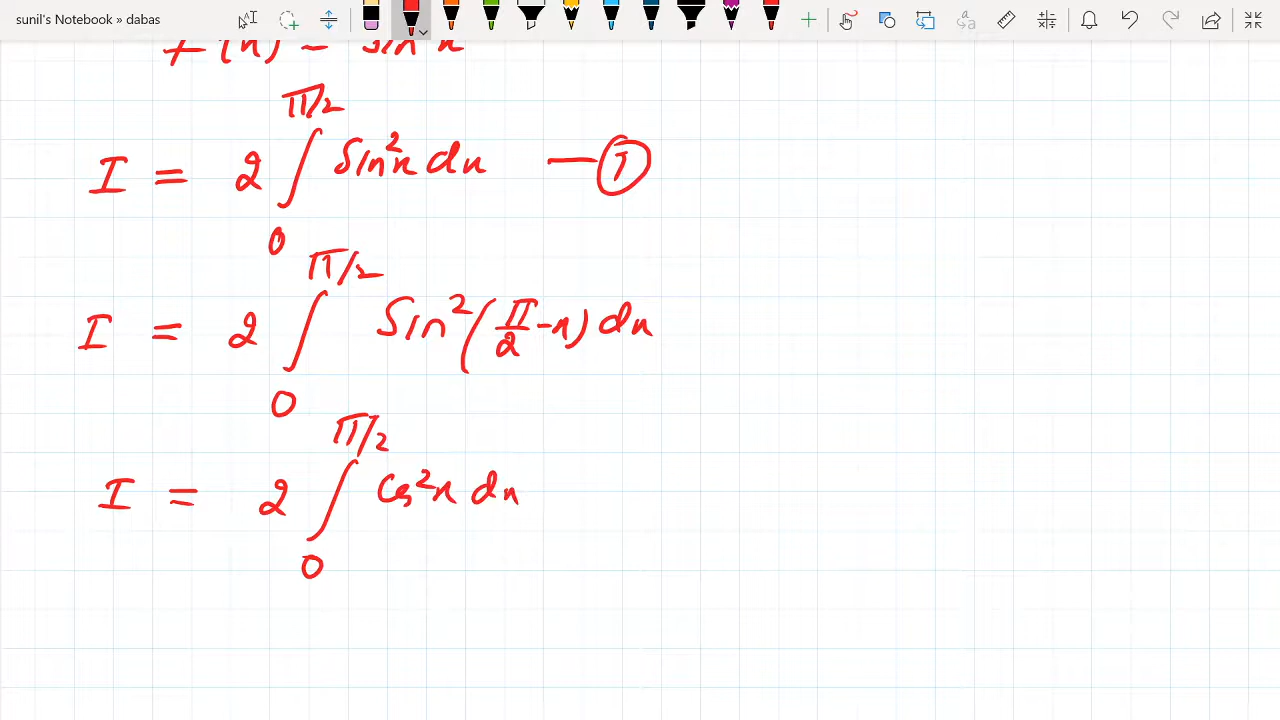 sunil's Notebook » dabas
f(x) = sin²x
I = 2 ∫₀^π/2 Sin²x dx — ①
I = 2 ∫₀^π/2 Sin²(π/2 - x) dx
I = 2 ∫₀^π/2 Cos²x dx